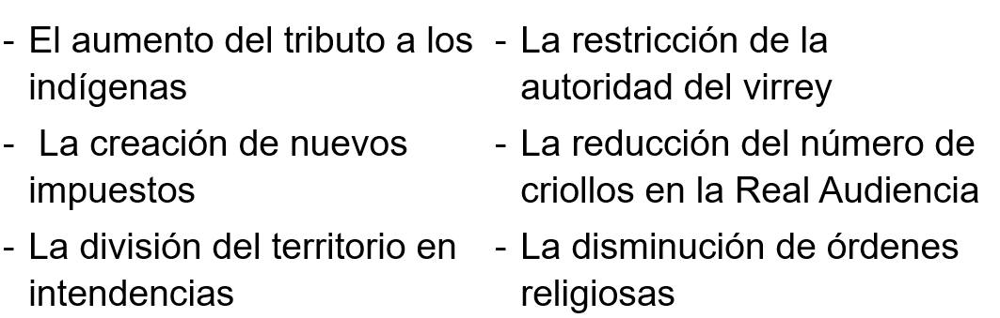 - El aumento del tributo a los
indígenas
- La creación de nuevos
impuestos
- La división del territorio en
intendencias
- La restricción de la
autoridad del virrey
- La reducción del número de
criollos en la Real Audiencia
- La disminución de órdenes
religiosas